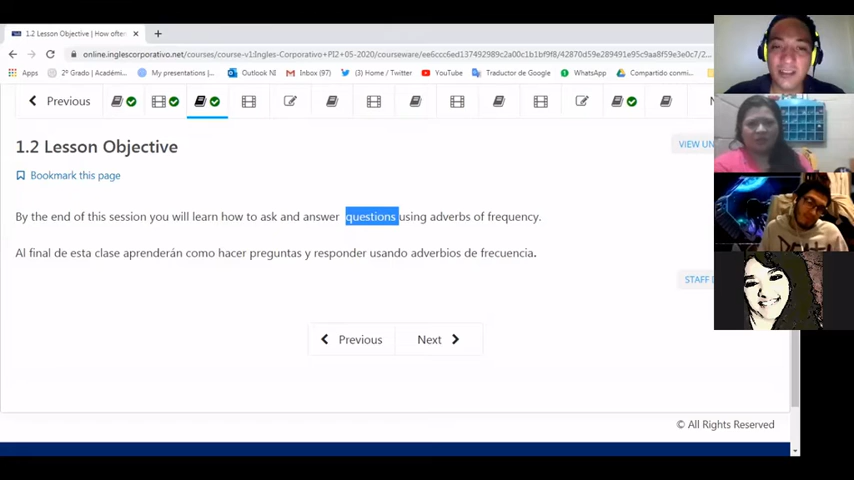 1.2 Lesson Objective | How often
online.inglescorporativo.net/courses/course-v1:Ingles-Corporativo+PI2+05-2020/courseware/ee6ccc6ed137492989c2a00c1b1bf9f8/42870d59e289491e95c9aa8f59e3e0c7/2...
Apps 2º Grado | Académi... My presentations |... Outlook NI Inbox (97) (3) Home / Twitter YouTube Traductor de Google WhatsApp Compartido conmi...
Previous
1.2 Lesson Objective
VIEW UN
Bookmark this page
By the end of this session you will learn how to ask and answer questions using adverbs of frequency.
Al final de esta clase aprenderán como hacer preguntas y responder usando adverbios de frecuencia.
STAFF
Previous Next
© All Rights Reserved